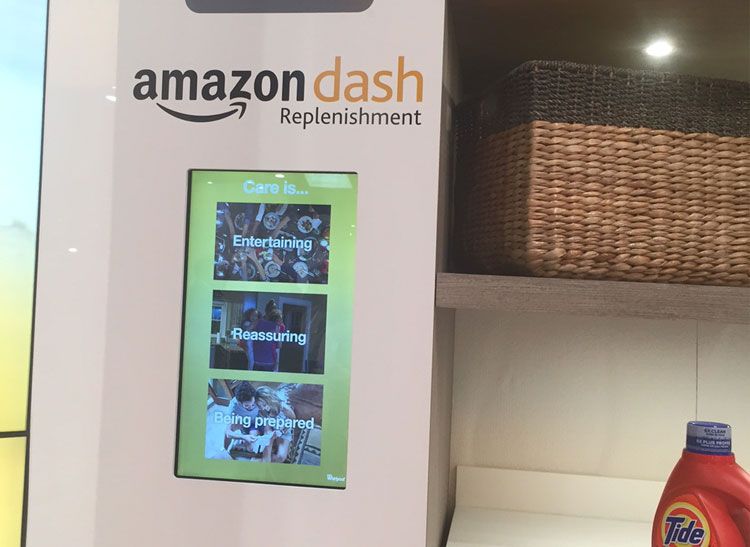 amazon dash
Replenishment
Care is...
Entertaining
Reassuring
Being prepared
Whirlpool
Tide